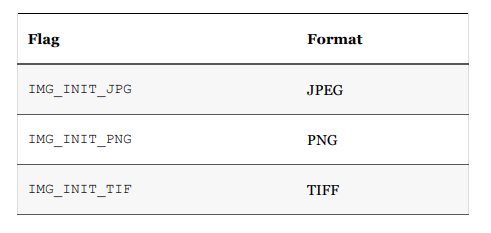 Flag Format
IMG_INIT_JPG JPEG
IMG_INIT_PNG PNG
IMG_INIT_TIF TIFF